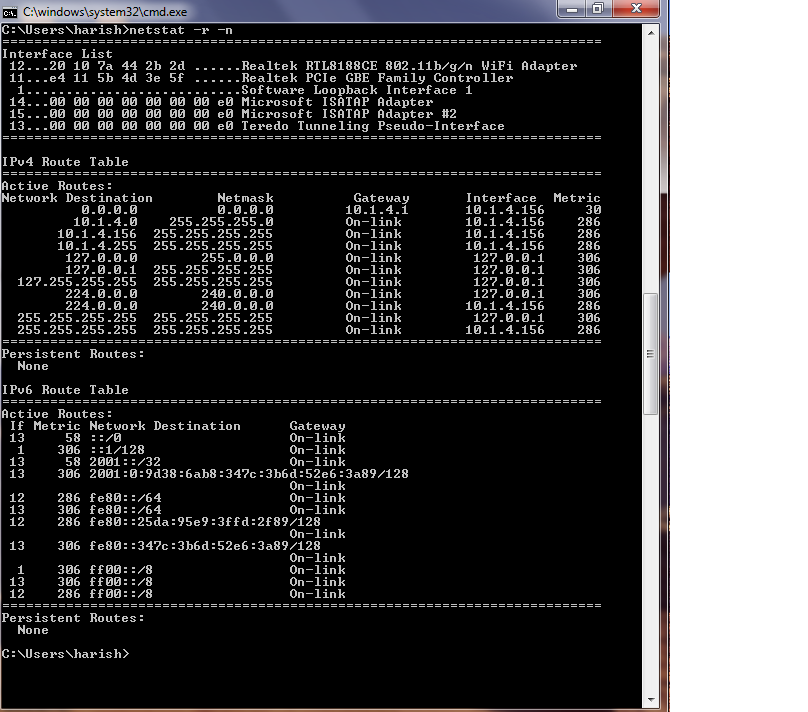 C:\windows\system32\cmd.exe
C:\Users\harish>netstat -r -n
===========================================================================
Interface List
 12...20 10 7a 44 2b 2d ......Realtek RTL8188CE 802.11b/g/n WiFi Adapter
 11...e4 11 5b 4d 3e 5f ......Realtek PCIe GBE Family Controller
  1...........................Software Loopback Interface 1
 14...00 00 00 00 00 00 00 e0 Microsoft ISATAP Adapter
 15...00 00 00 00 00 00 00 e0 Microsoft ISATAP Adapter #2
 13...00 00 00 00 00 00 00 e0 Teredo Tunneling Pseudo-Interface
===========================================================================
IPv4 Route Table
===========================================================================
Active Routes:
Network Destination        Netmask          Gateway       Interface  Metric
          0.0.0.0          0.0.0.0         10.1.4.1       10.1.4.156     30
         10.1.4.0    255.255.255.0         On-link        10.1.4.156    286
       10.1.4.156  255.255.255.255         On-link        10.1.4.156    286
       10.1.4.255  255.255.255.255         On-link        10.1.4.156    286
        127.0.0.0        255.0.0.0         On-link         127.0.0.1    306
        127.0.0.1  255.255.255.255         On-link         127.0.0.1    306
  127.255.255.255  255.255.255.255         On-link         127.0.0.1    306
        224.0.0.0        240.0.0.0         On-link         127.0.0.1    306
        224.0.0.0        240.0.0.0         On-link        10.1.4.156    286
  255.255.255.255  255.255.255.255         On-link         127.0.0.1    306
  255.255.255.255  255.255.255.255         On-link        10.1.4.156    286
===========================================================================
Persistent Routes:
  None
IPv6 Route Table
===========================================================================
Active Routes:
 If Metric Network Destination      Gateway
 13     58 ::/0                     On-link
  1    306 ::1/128                  On-link
 13     58 2001::/32                On-link
 13    306 2001:0:9d38:6ab8:347c:3b6d:52e6:3a89/128
                                    On-link
 12    286 fe80::/64                On-link
 13    306 fe80::/64                On-link
 12    286 fe80::25da:95e9:3ffd:2f89/128
                                    On-link
 13    306 fe80::347c:3b6d:52e6:3a89/128
                                    On-link
  1    306 ff00::/8                 On-link
 13    306 ff00::/8                 On-link
 12    286 ff00::/8                 On-link
===========================================================================
Persistent Routes:
  None
C:\Users\harish>